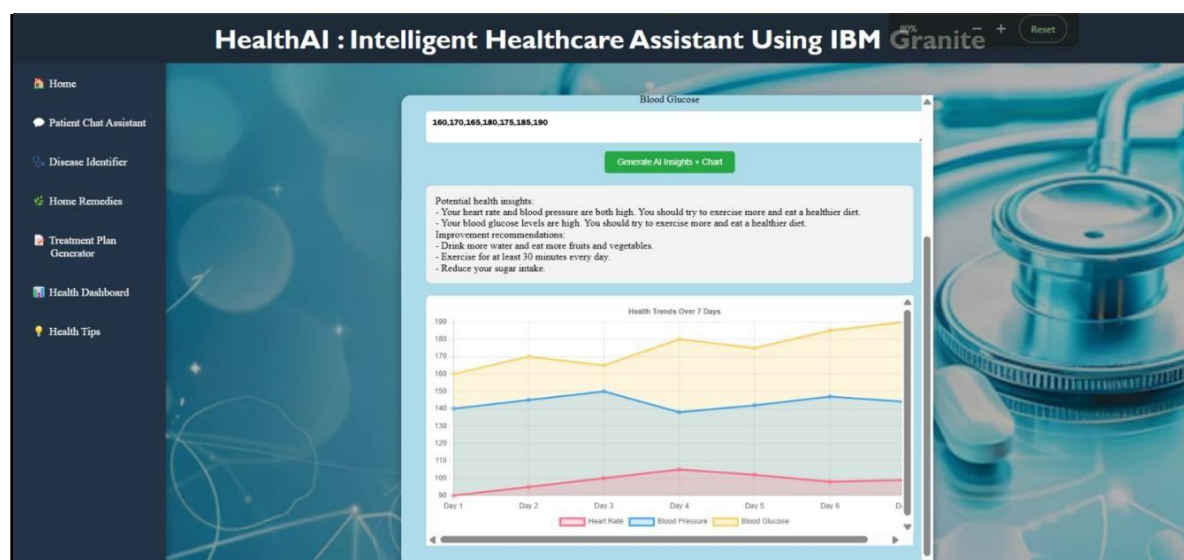 HealthAI : Intelligent Healthcare Assistant Using IBM Granite
80%
− + Reset
Home
Patient Chat Assistant
Disease Identifier
Home Remedies
Treatment Plan
Generator
Health Dashboard
Health Tips
Blood Glucose
160,170,165,180,175,185,190
Generate AI Insights + Chart
Potential health insights:
- Your heart rate and blood pressure are both high. You should try to exercise more and eat a healthier diet.
- Your blood glucose levels are high. You should try to exercise more and eat a healthier diet.
Improvement recommendations:
- Drink more water and eat more fruits and vegetables.
- Exercise for at least 30 minutes every day.
- Reduce your sugar intake.
Health Trends Over 7 Days
190
180
170
160
150
140
130
120
110
100
90
Day 1 Day 2 Day 3 Day 4 Day 5 Day 6
Heart Rate Blood Pressure Blood Glucose